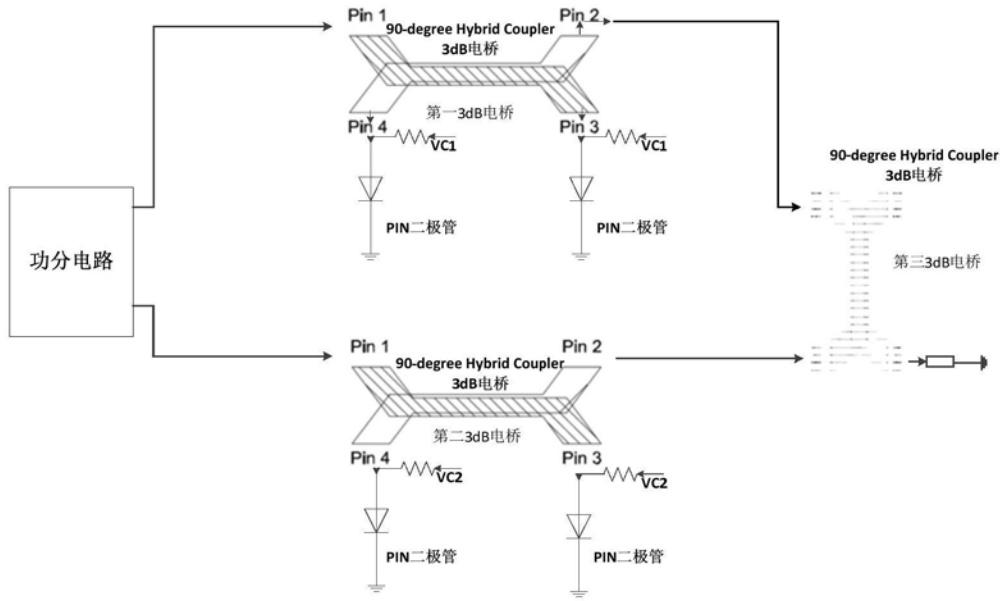 Pin 1
Pin 2
90-degree Hybrid Coupler
3dB电桥
第一3dB电桥
Pin 4
Pin 3
VC1
VC1
PIN二极管
PIN二极管
90-degree Hybrid Coupler
3dB电桥
第三3dB电桥
功分电路
Pin 1
Pin 2
90-degree Hybrid Coupler
3dB电桥
第二3dB电桥
Pin 4
Pin 3
VC2
VC2
PIN二极管
PIN二极管